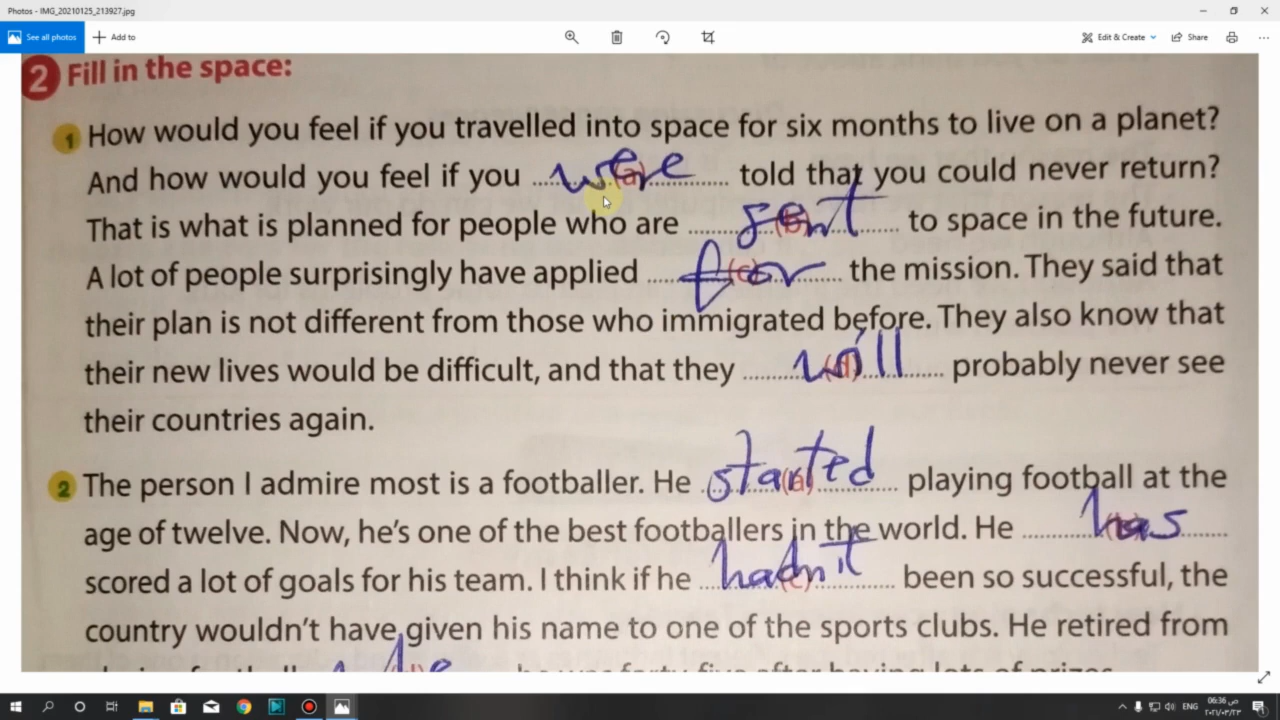 Photos - IMG_20210125_213927.jpg
See all photos
Add to
Edit & Create
Share
2 Fill in the space:
1 How would you feel if you travelled into space for six months to live on a planet?
And how would you feel if you ....were (a).... told that you could never return?
That is what is planned for people who are ....sent (b).... to space in the future.
A lot of people surprisingly have applied ....for (c).... the mission. They said that
their plan is not different from those who immigrated before. They also know that
their new lives would be difficult, and that they ....will (d).... probably never see
their countries again.
2 The person I admire most is a footballer. He ....started (a).... playing football at the
age of twelve. Now, he's one of the best footballers in the world. He ....has (b)....
scored a lot of goals for his team. I think if he ....hadn't (c).... been so successful, the
country wouldn't have given his name to one of the sports clubs. He retired from
ENG
06:36 ص
٢٠٢١/٠٣/٢٣